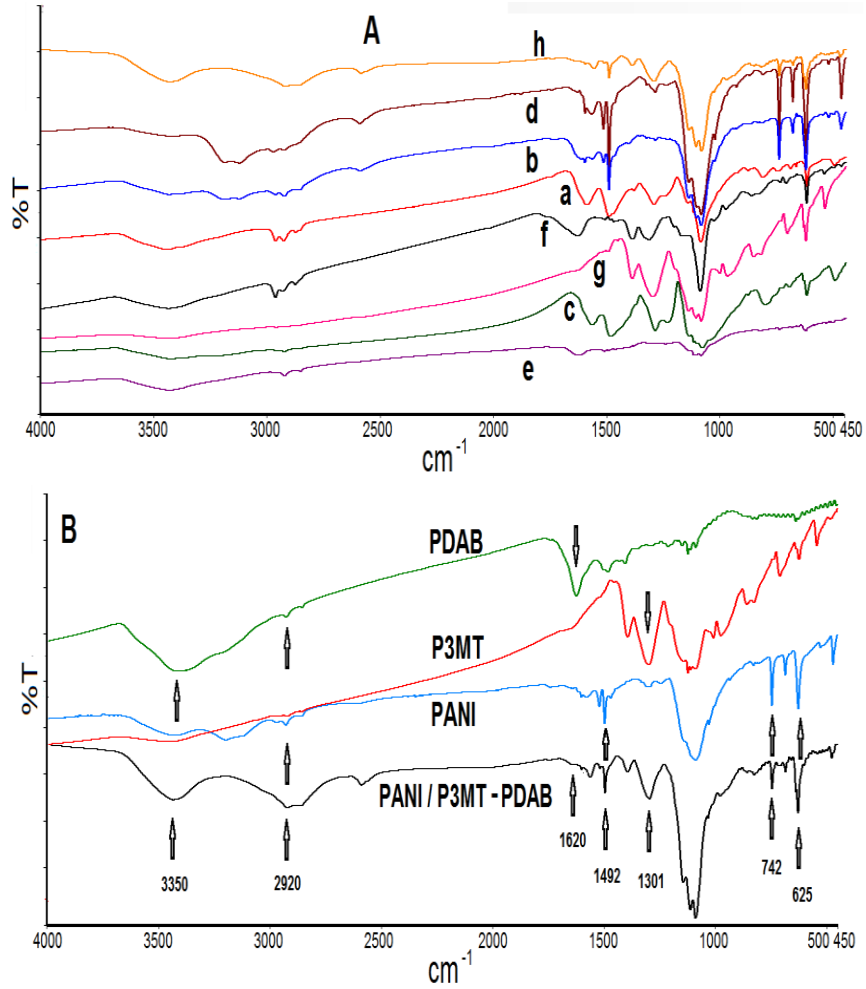 A
h
d
b
a
f
g
c
e
%T
4000 3500 3000 2500 2000 1500 1000 500 450
cm-1
B
PDAB
P3MT
PANI
PANI / P3MT - PDAB
%T
3350 2920 1620 1492 1301 742 625
4000 3500 3000 2500 2000 1500 1000 500 450
cm-1